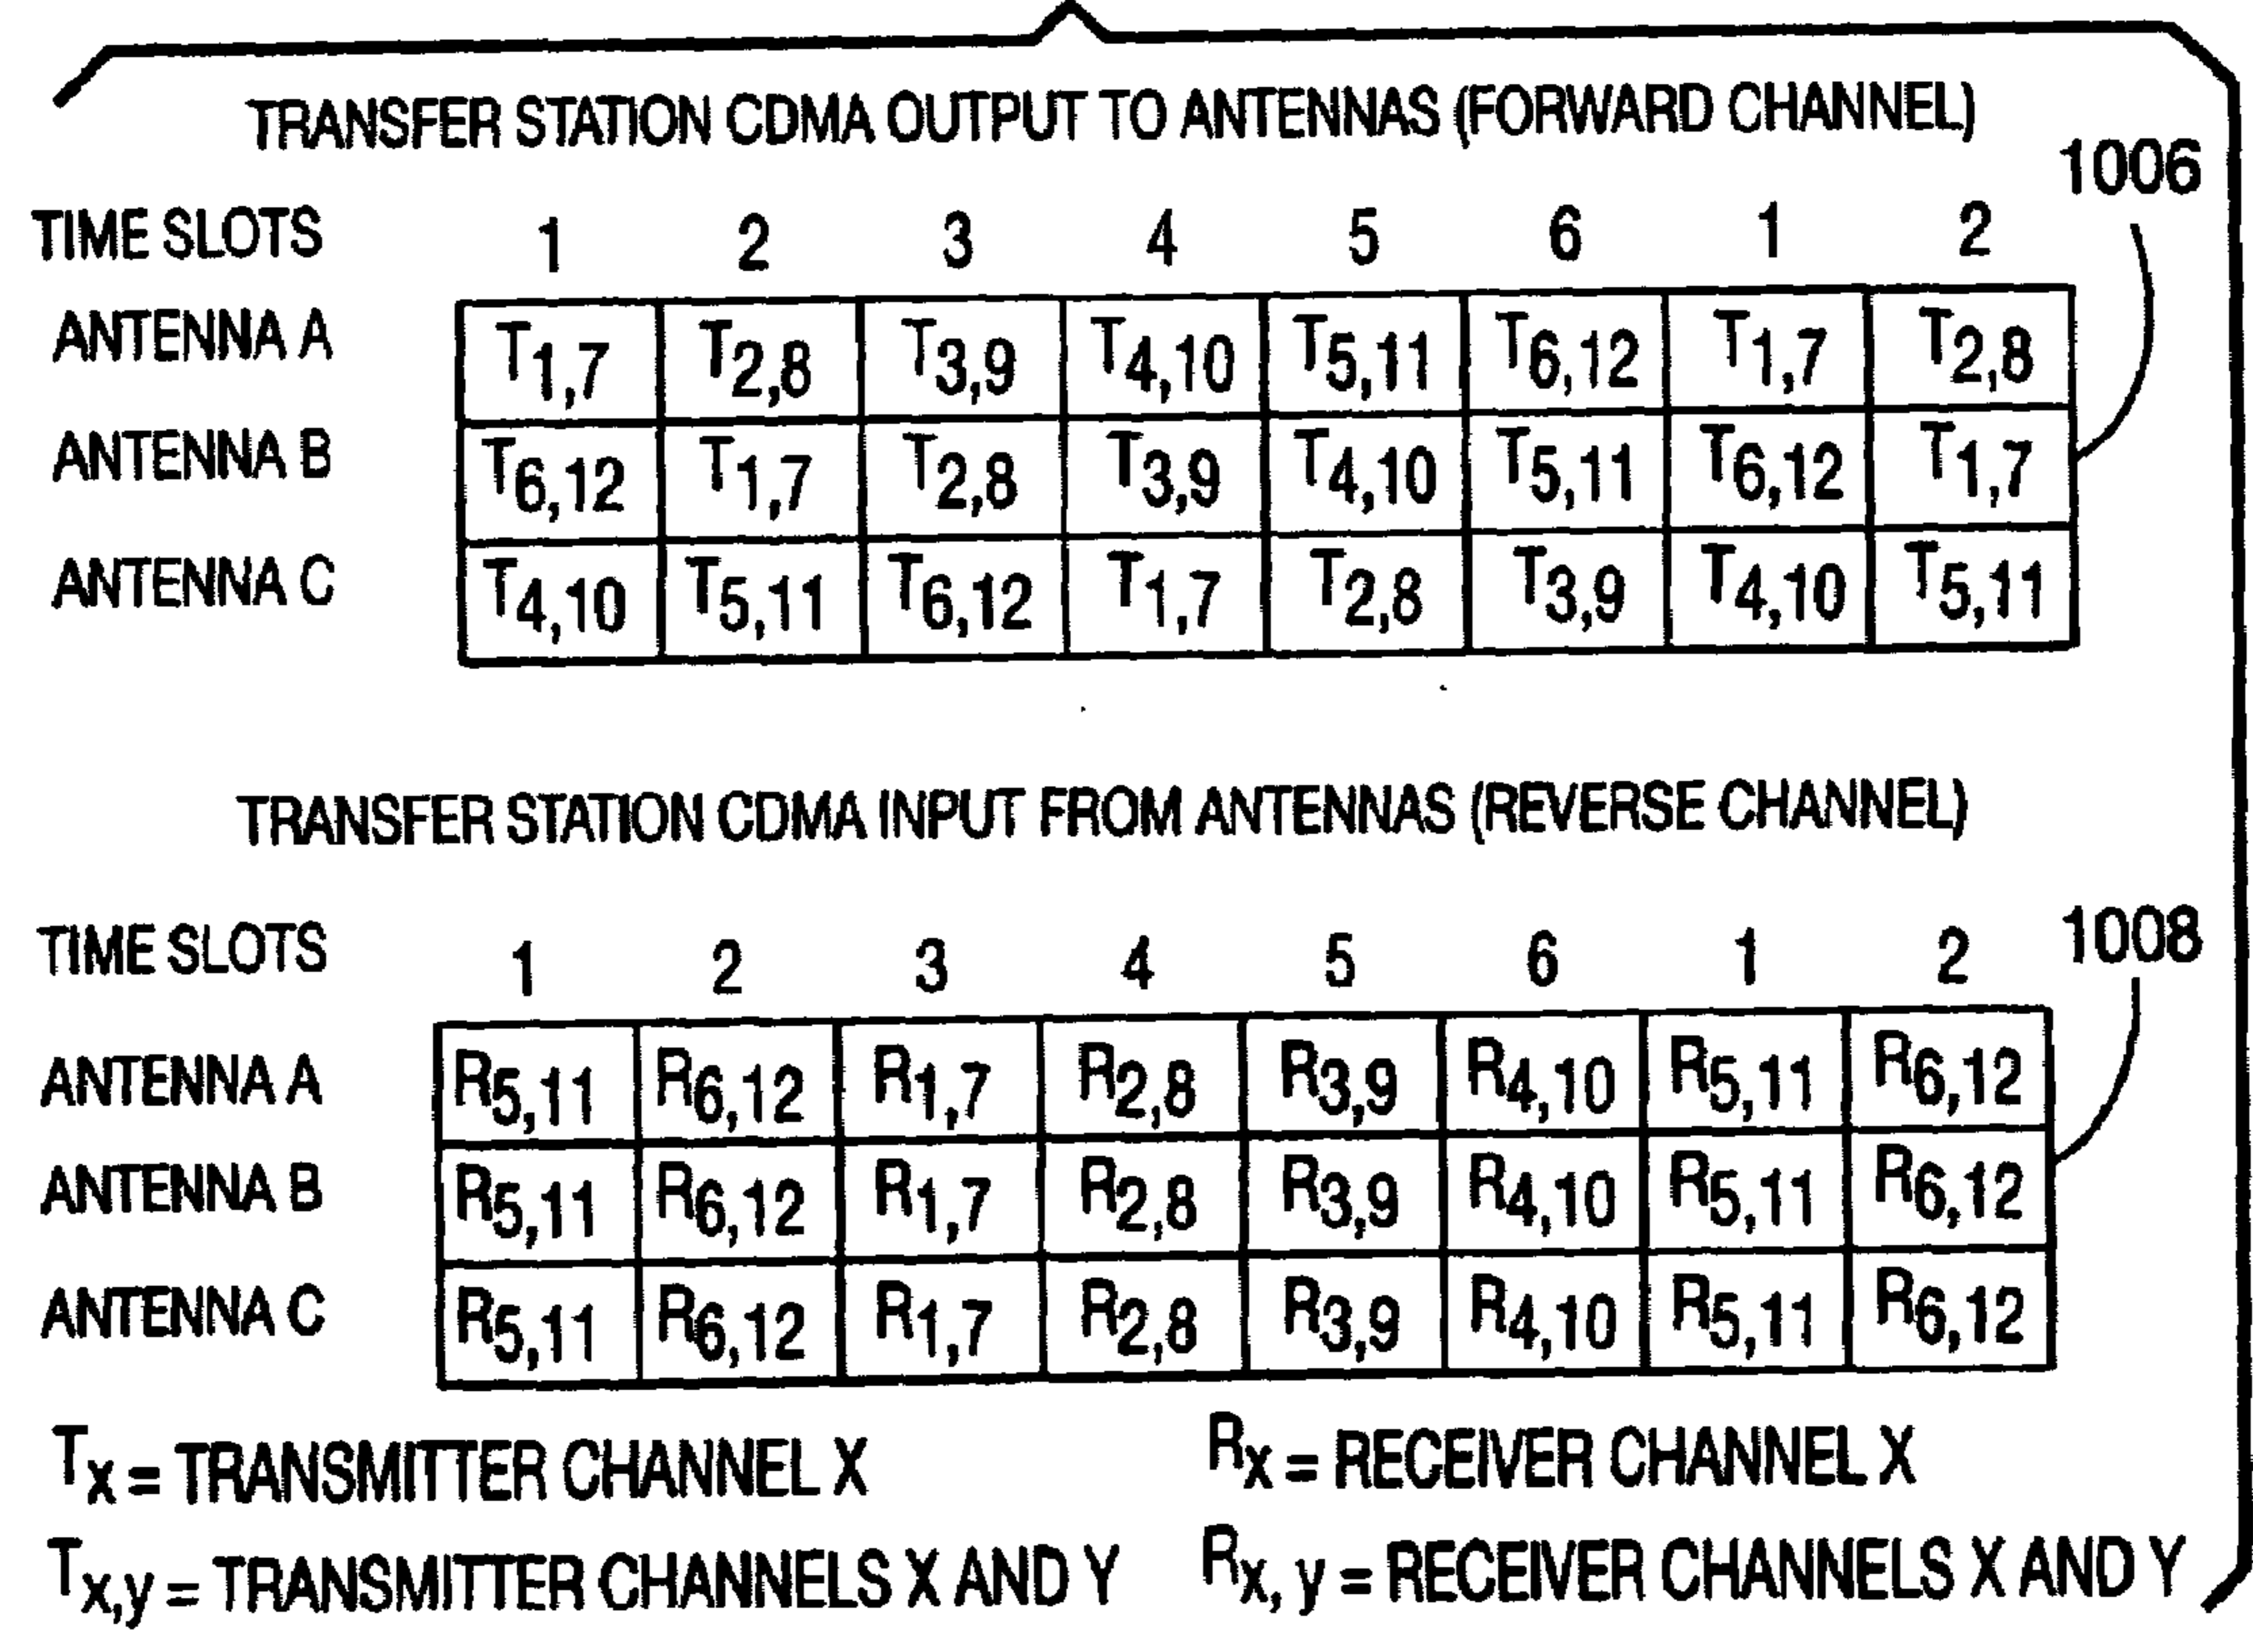 TRANSFER STATION CDMA OUTPUT TO ANTENNAS (FORWARD CHANNEL)
1006
TIME SLOTS 1 2 3 4 5 6 1 2
ANTENNA A T1,7 T2,8 T3,9 T4,10 T5,11 T6,12 T1,7 T2,8
ANTENNA B T6,12 T1,7 T2,8 T3,9 T4,10 T5,11 T6,12 T1,7
ANTENNA C T4,10 T5,11 T6,12 T1,7 T2,8 T3,9 T4,10 T5,11
TRANSFER STATION CDMA INPUT FROM ANTENNAS (REVERSE CHANNEL)
TIME SLOTS 1 2 3 4 5 6 1 2 1008
ANTENNA A R5,11 R6,12 R1,7 R2,8 R3,9 R4,10 R5,11 R6,12
ANTENNA B R5,11 R6,12 R1,7 R2,8 R3,9 R4,10 R5,11 R6,12
ANTENNA C R5,11 R6,12 R1,7 R2,8 R3,9 R4,10 R5,11 R6,12
Tx = TRANSMITTER CHANNEL X Rx = RECEIVER CHANNEL X
Tx,y = TRANSMITTER CHANNELS X AND Y Rx, y = RECEIVER CHANNELS X AND Y